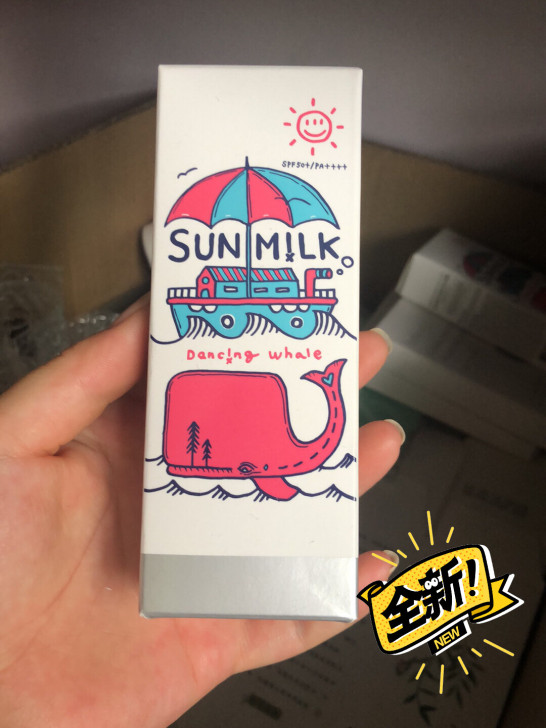 SPF50+/PA++++
SUN MILK
Dancing whale
全新!
NEW